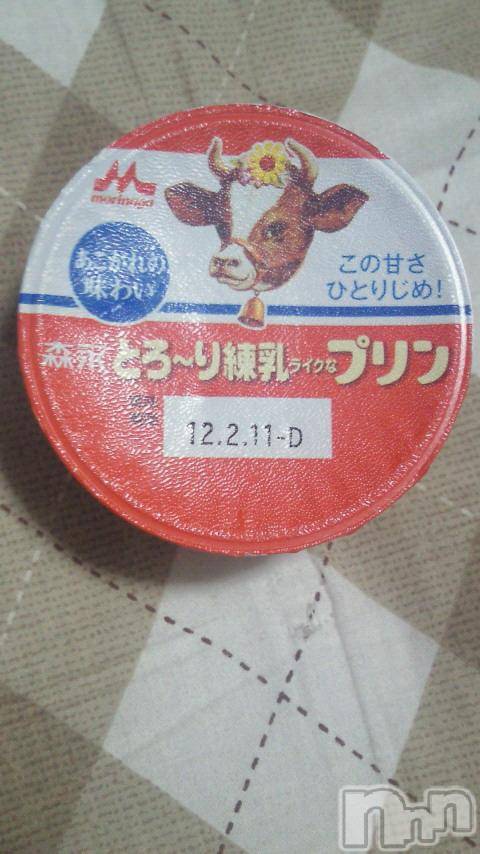 morinaga
あこがれの
味わい
この甘さ
ひとりじめ!
森永 とろ〜り練乳ライクなプリン
12.2.11-D
nnn